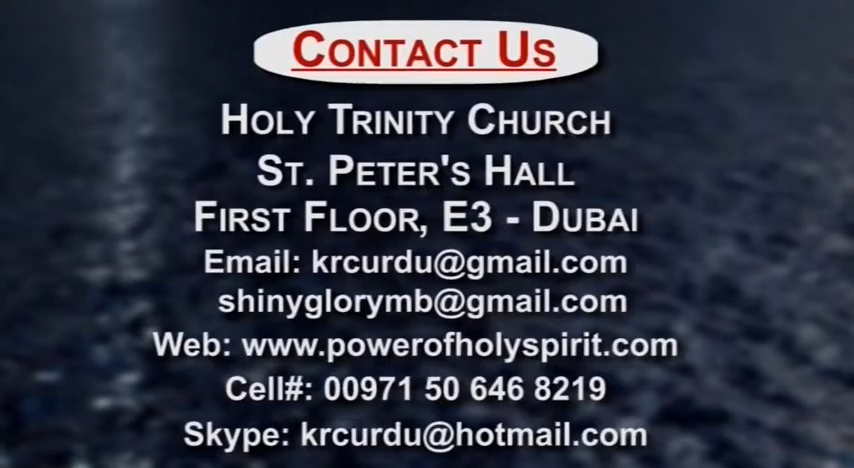 Contact Us
Holy Trinity Church
St. Peter's Hall
First Floor, E3 - Dubai
Email: krcurdu@gmail.com
shinyglorymb@gmail.com
Web: www.powerofholyspirit.com
Cell#: 00971 50 646 8219
Skype: krcurdu@hotmail.com